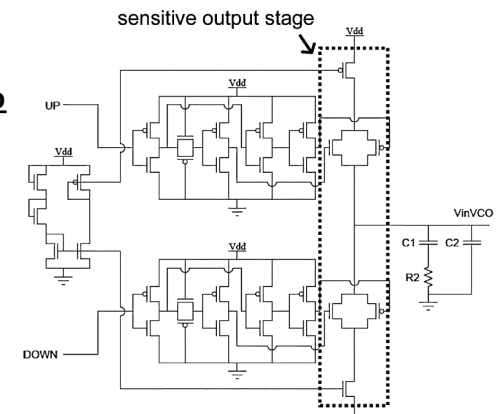 sensitive output stage
Vdd
Vdd
UP
Vdd
VinVCO
C1
C2
Vdd
R2
DOWN